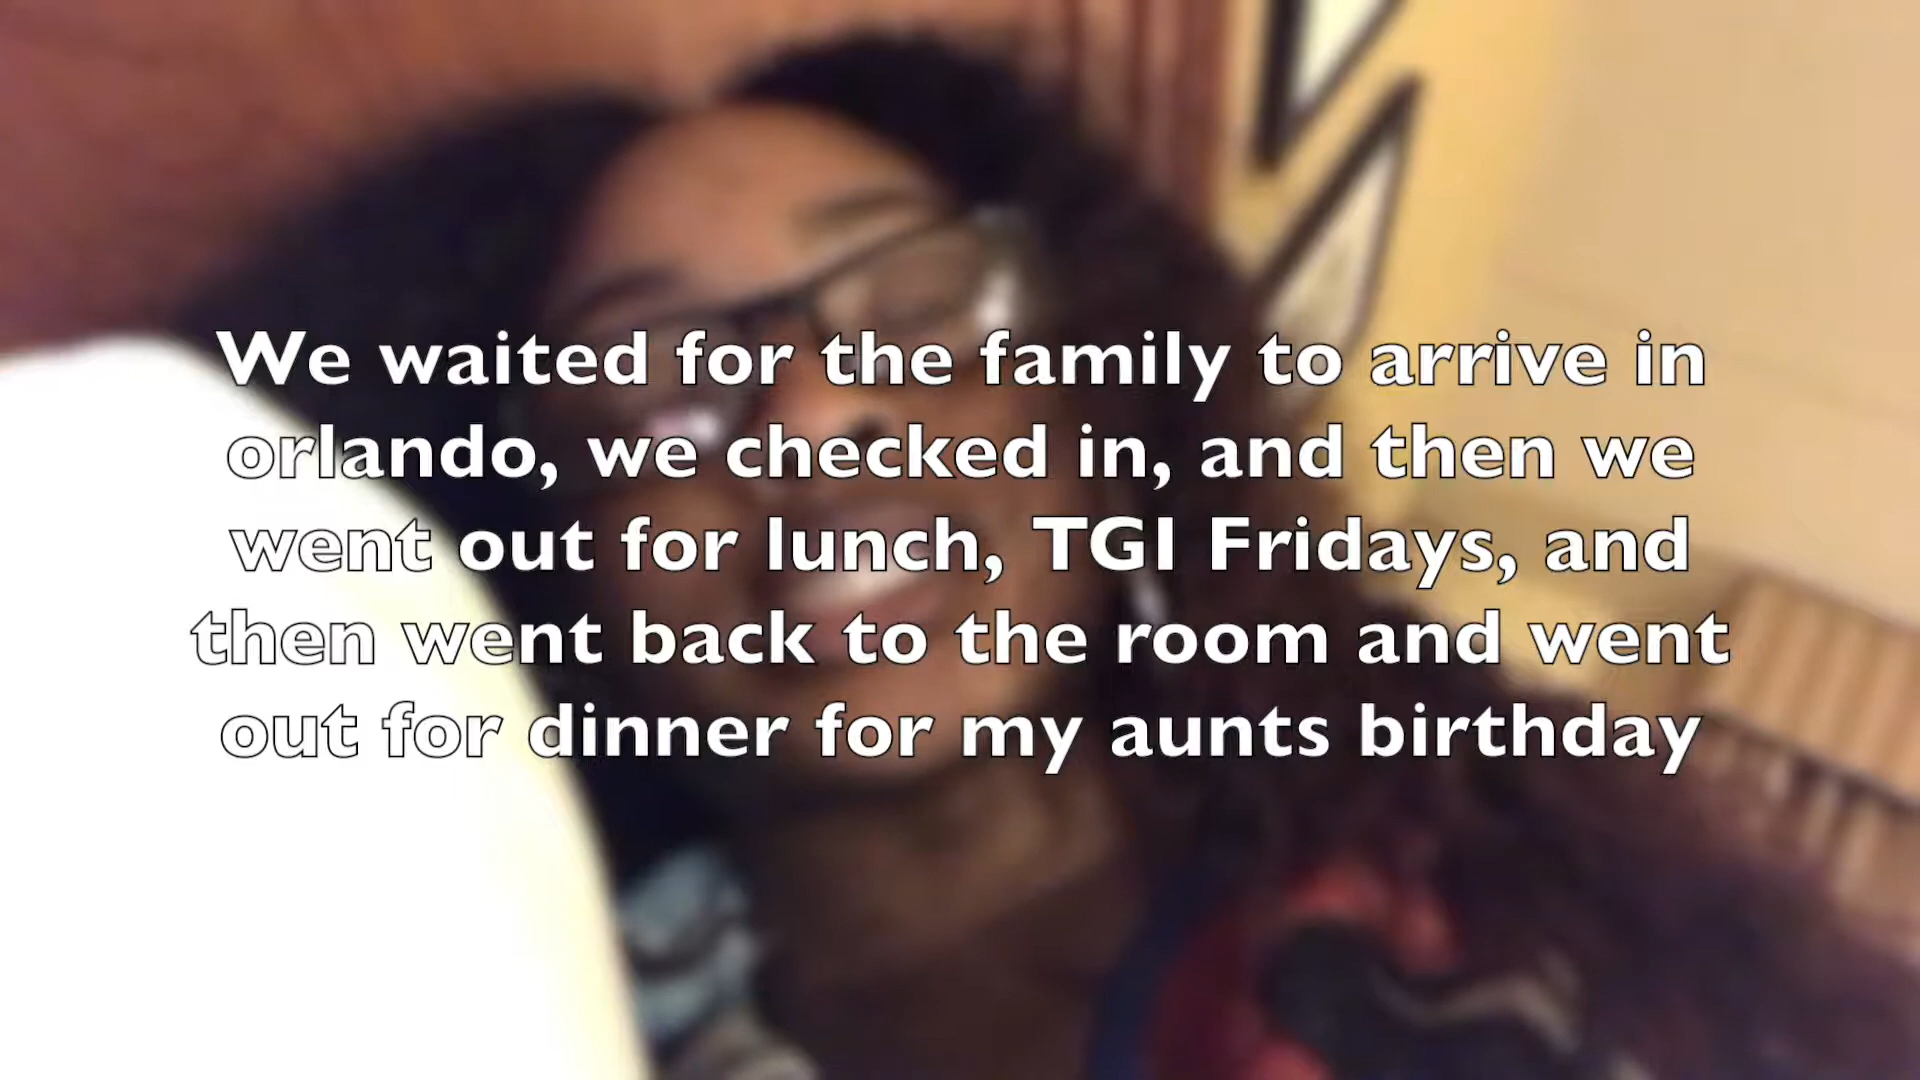 We waited for the family to arrive in
orlando, we checked in, and then we
went out for lunch, TGI Fridays, and
then went back to the room and went
out for dinner for my aunts birthday